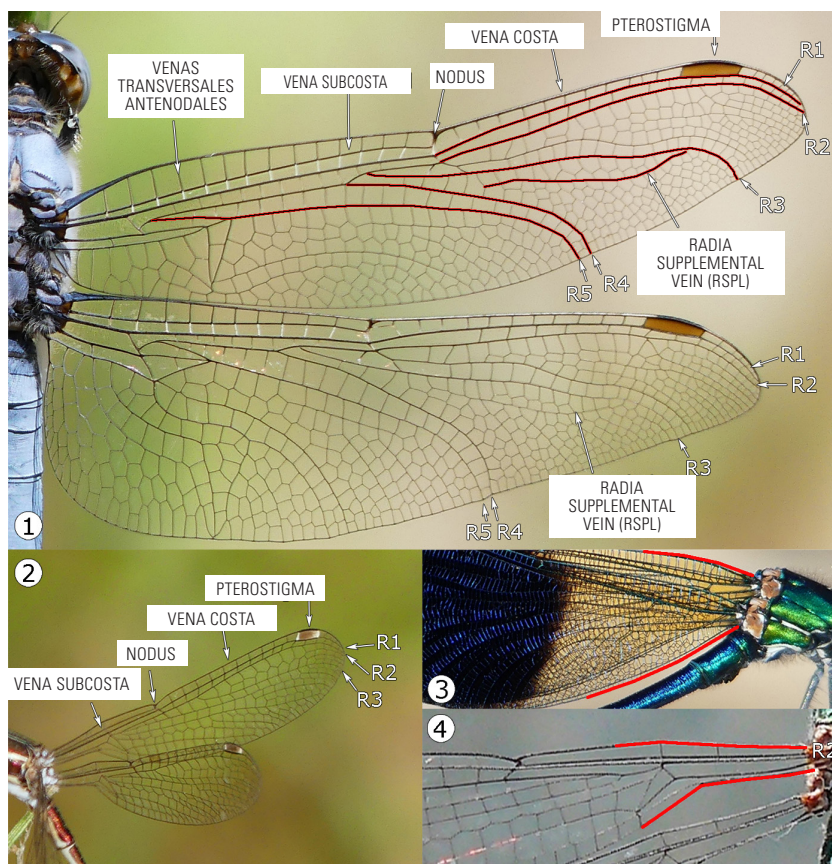 VENAS
TRANSVERSALES
ANTENODALES
VENA SUBCOSTA
NODUS
VENA COSTA
PTEROSTIGMA
R1
R2
R3
RADIA
SUPPLEMENTAL
VEIN (RSPL)
R4
R5
R1
R2
R3
RADIA
SUPPLEMENTAL
VEIN (RSPL)
R5 R4
1
2
PTEROSTIGMA
VENA COSTA
NODUS
VENA SUBCOSTA
R1
R2
R3
3
4
R2